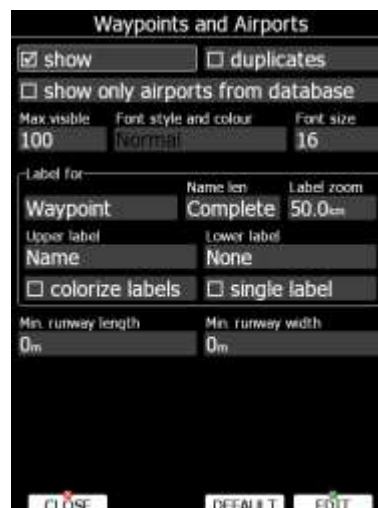 Waypoints and Airports
show duplicates
show only airports from database
Max visible Font style and colour Font size
100 Normal 16
Label for
Name len Label zoom
Waypoint Complete 50.0km
Upper label Lower label
Name None
colorize labels single label
Min. runway length Min. runway width
0m 0m
CLOSE DEFAULT EDIT